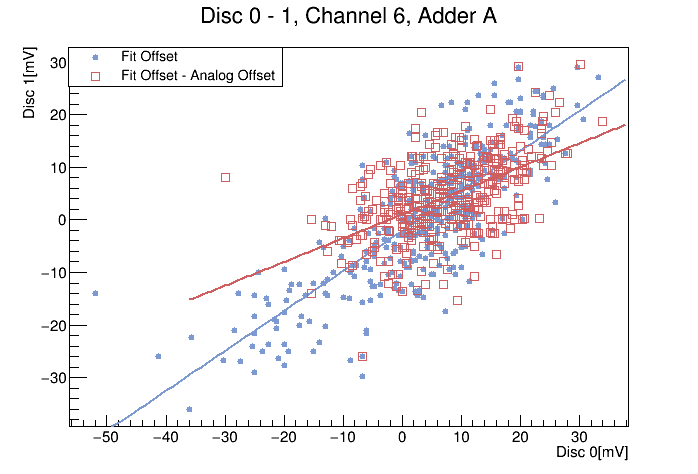 Disc 0 - 1, Channel 6, Adder A
Disc 1[mV]
Fit Offset
Fit Offset - Analog Offset
30
20
10
0
−10
−20
−30
−50 −40 −30 −20 −10 0 10 20 30
Disc 0[mV]